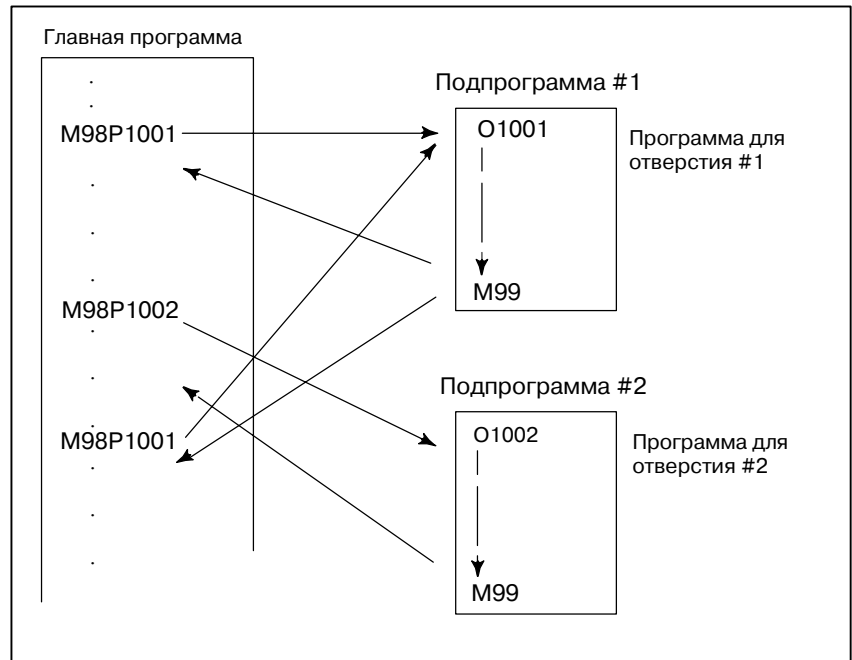 Главная программа
M98P1001
M98P1002
M98P1001
Подпрограмма #1
O1001
M99
Программа для
отверстия #1
Подпрограмма #2
O1002
M99
Программа для
отверстия #2